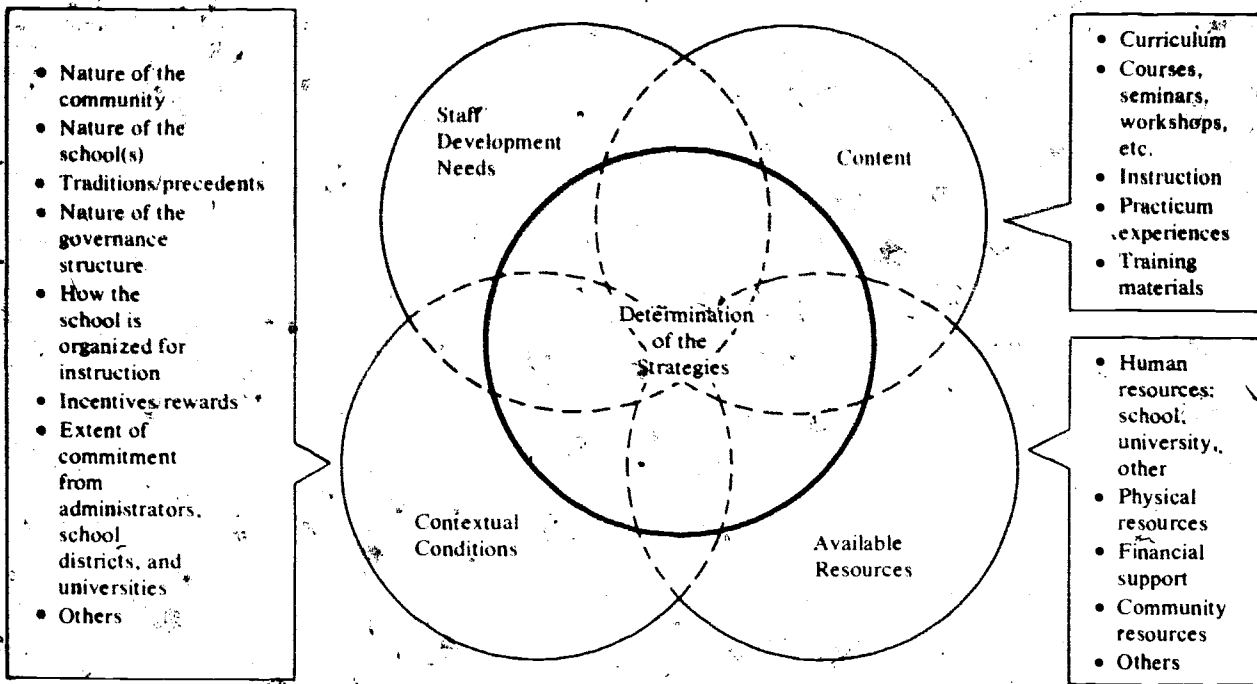 • Nature of the
community
• Nature of the
school(s)
• Traditions/precedents
• Nature of the
governance
structure
• How the
school is
organized for
instruction
• Incentives/rewards
• Extent of
commitment
from
administrators,
school
districts, and
universities
• Others
Staff
Development
Needs
Content
Determination
of the
Strategies
Contextual
Conditions
Available
Resources
• Curriculum
• Courses,
seminars,
workshops,
etc.
• Instruction
• Practicum
experiences
• Training
materials
• Human
resources:
school,
university,
other
• Physical
resources
• Financial
support
• Community
resources
• Others